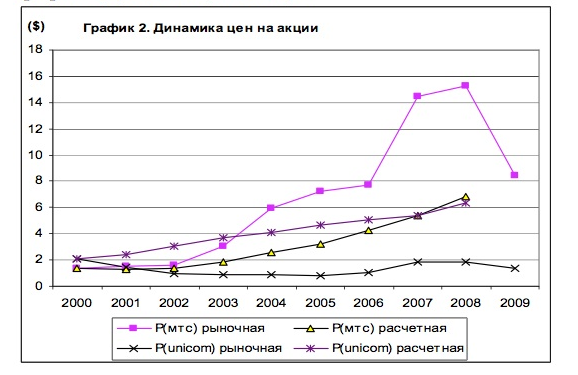 ($) График 2. Динамика цен на акции
18
16
14
12
10
8
6
4
2
0
2000 2001 2002 2003 2004 2005 2006 2007 2008 2009
P(мтс) рыночная P(мтс) расчетная
P(unicom) рыночная P(unicom) расчетная